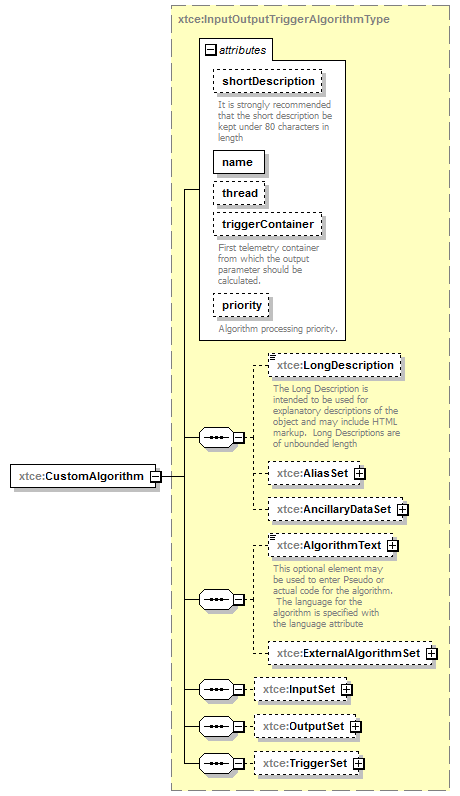 xtce:InputOutputTriggerAlgorithmType
attributes
shortDescription
It is strongly recommended
that the short description be
kept under 80 characters in
length
name
thread
triggerContainer
First telemetry container
from which the output
parameter should be
calculated.
priority
Algorithm processing priority.
xtce:LongDescription
The Long Description is
intended to be used for
explanatory descriptions of the
object and may include HTML
markup.  Long Descriptions are
of unbounded length
xtce:CustomAlgorithm
xtce:AliasSet
xtce:AncillaryDataSet
xtce:AlgorithmText
This optional element may
be used to enter Pseudo or
actual code for the algorithm.
The language for the
algorithm is specified with
the language attribute
xtce:ExternalAlgorithmSet
xtce:InputSet
xtce:OutputSet
xtce:TriggerSet